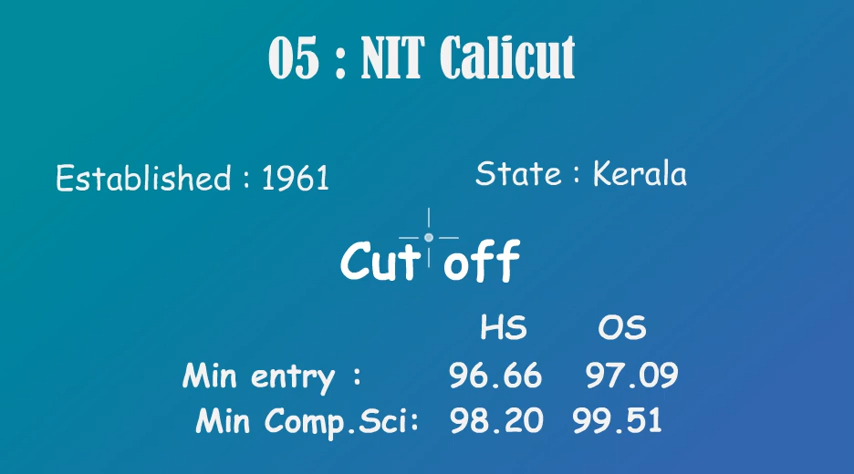 05 : NIT Calicut
Established : 1961
State : Kerala
Cut off
HS OS
Min entry : 96.66 97.09
Min Comp.Sci: 98.20 99.51